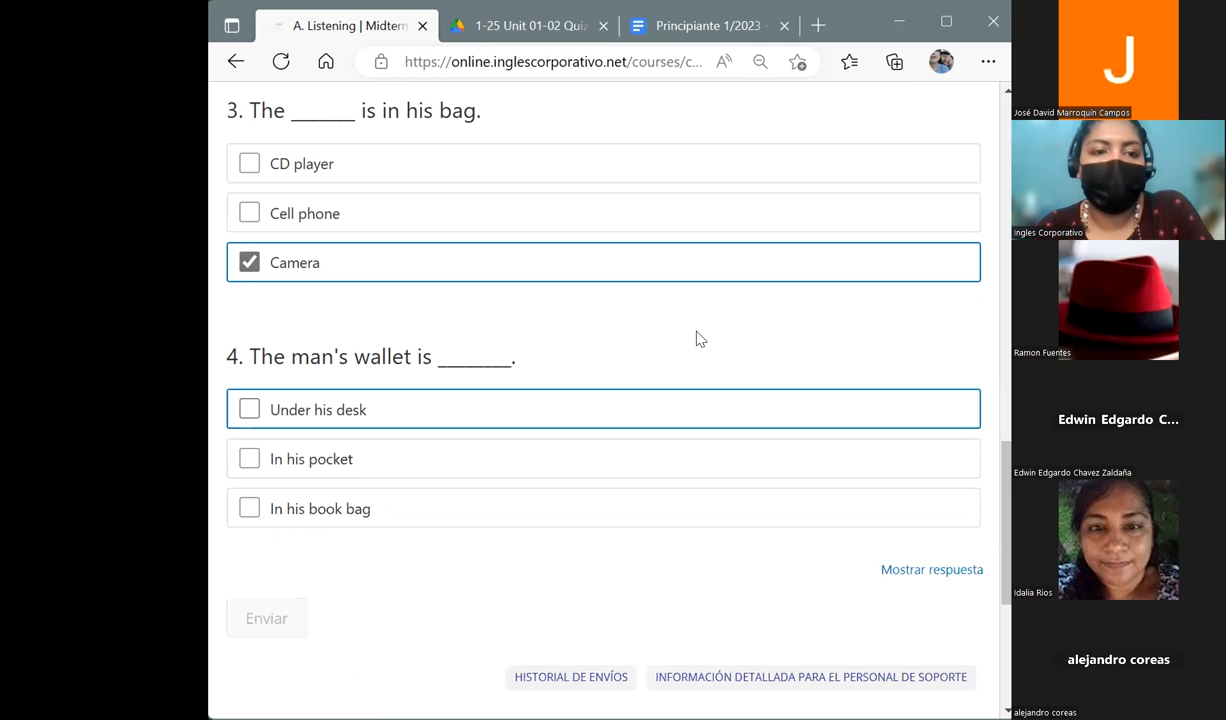 A. Listening | Midterm
1-25 Unit 01-02 Quiz
Principiante 1/2023 -
https://online.inglescorporativo.net/courses/c...
3. The _______ is in his bag.
CD player
Cell phone
Camera
4. The man's wallet is ________.
Under his desk
In his pocket
In his book bag
Mostrar respuesta
Enviar
HISTORIAL DE ENVÍOS
INFORMACIÓN DETALLADA PARA EL PERSONAL DE SOPORTE
J
José David Marroquín Campos
Ingles Corporativo
Ramon Fuentes
Edwin Edgardo C...
Edwin Edgardo Chavez Zaldaña
Idalia Rios
alejandro coreas
alejandro coreas